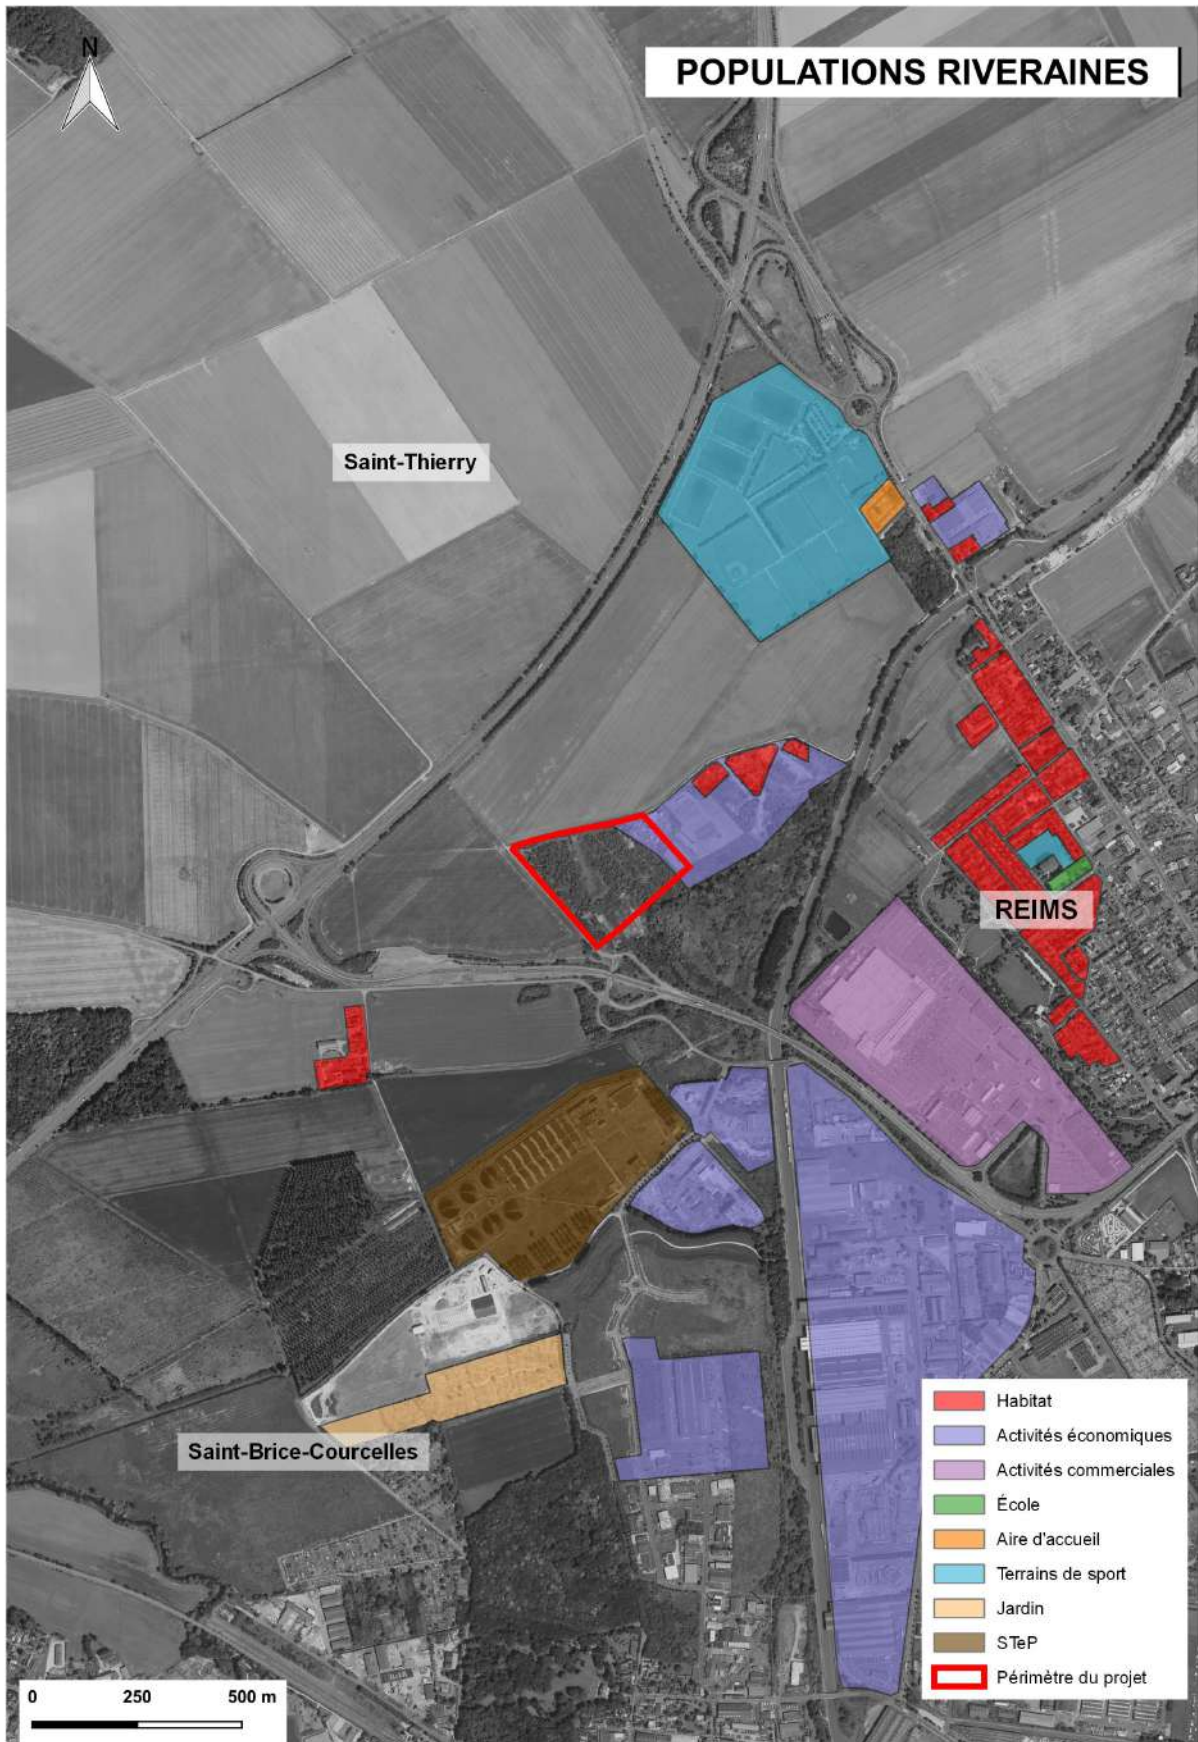 N
POPULATIONS RIVERAINES
Saint-Thierry
REIMS
Saint-Brice-Courcelles
Habitat
Activités économiques
Activités commerciales
École
Aire d'accueil
Terrains de sport
Jardin
STeP
Périmètre du projet
0 250 500 m